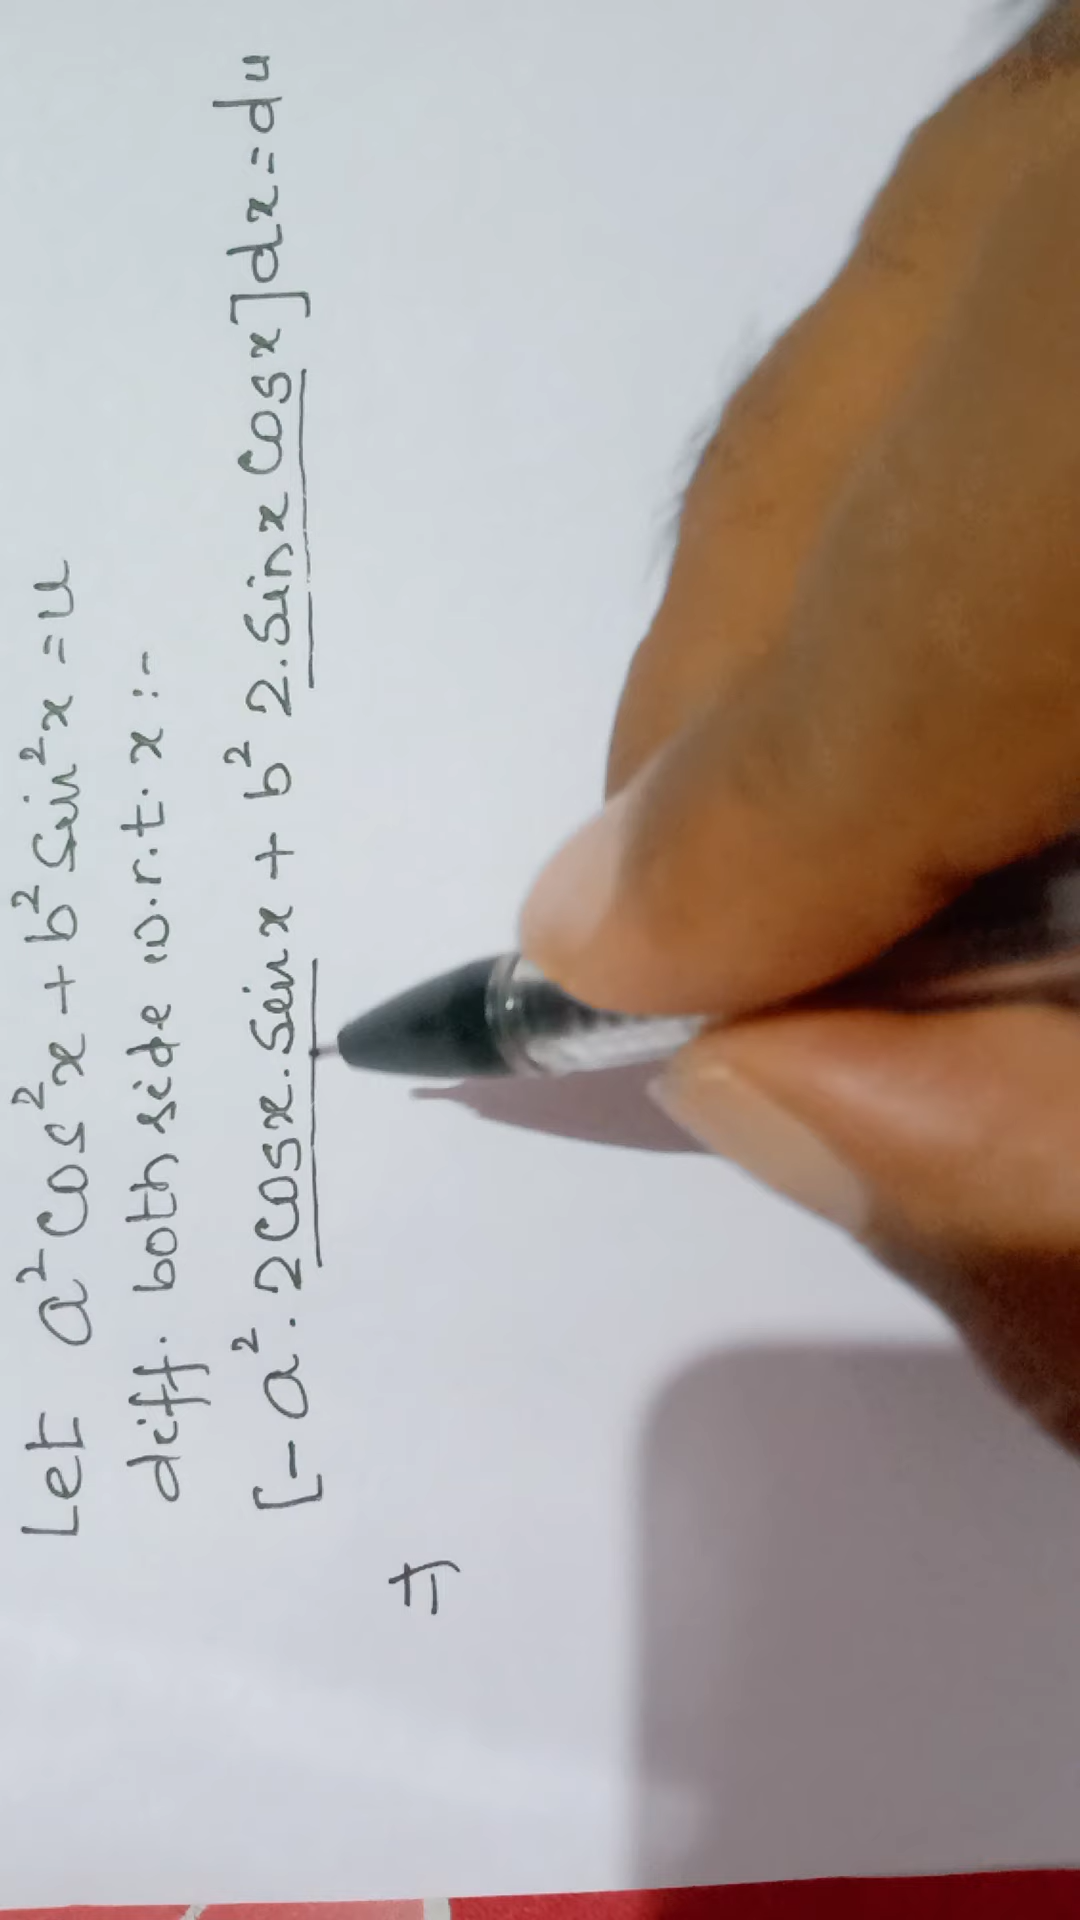 Let a²cos²x + b²sin²x = u
diff. both side w.r.t. x :-
[-a². 2cosx. sinx + b² 2. sinx cosx]dx = du